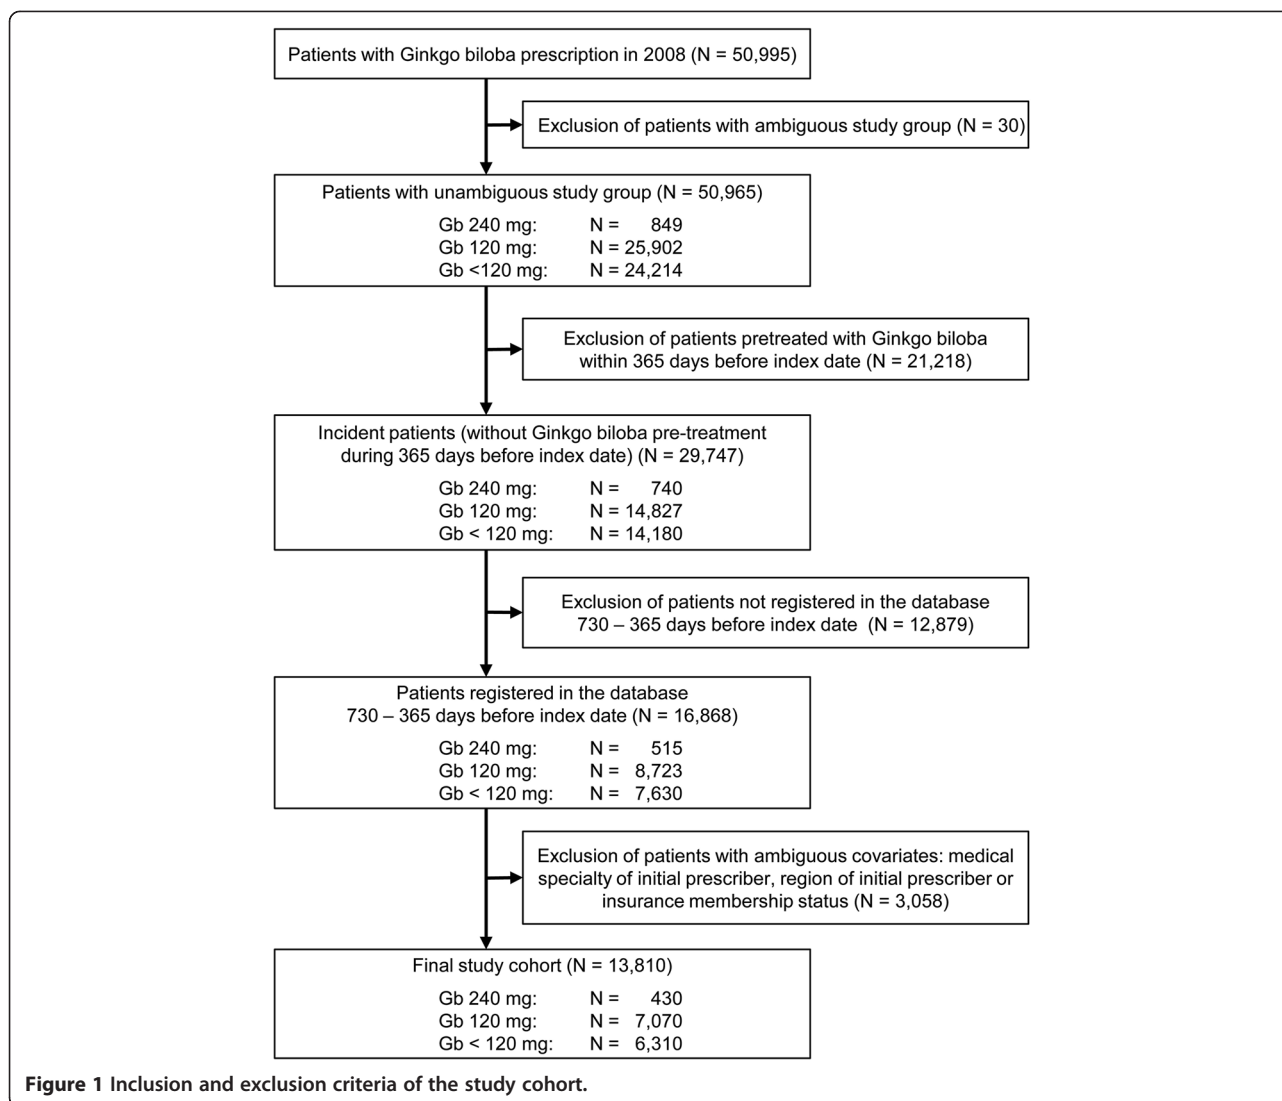 Patients with Ginkgo biloba prescription in 2008 (N = 50,995)
Exclusion of patients with ambiguous study group (N = 30)
Patients with unambiguous study group (N = 50,965)
Gb 240 mg: N = 849
Gb 120 mg: N = 25,902
Gb <120 mg: N = 24,214
Exclusion of patients pretreated with Ginkgo biloba
within 365 days before index date (N = 21,218)
Incident patients (without Ginkgo biloba pre-treatment
during 365 days before index date) (N = 29,747)
Gb 240 mg: N = 740
Gb 120 mg: N = 14,827
Gb < 120 mg: N = 14,180
Exclusion of patients not registered in the database
730 – 365 days before index date (N = 12,879)
Patients registered in the database
730 – 365 days before index date (N = 16,868)
Gb 240 mg: N = 515
Gb 120 mg: N = 8,723
Gb < 120 mg: N = 7,630
Exclusion of patients with ambiguous covariates: medical
specialty of initial prescriber, region of initial prescriber or
insurance membership status (N = 3,058)
Final study cohort (N = 13,810)
Gb 240 mg: N = 430
Gb 120 mg: N = 7,070
Gb < 120 mg: N = 6,310
Figure 1 Inclusion and exclusion criteria of the study cohort.